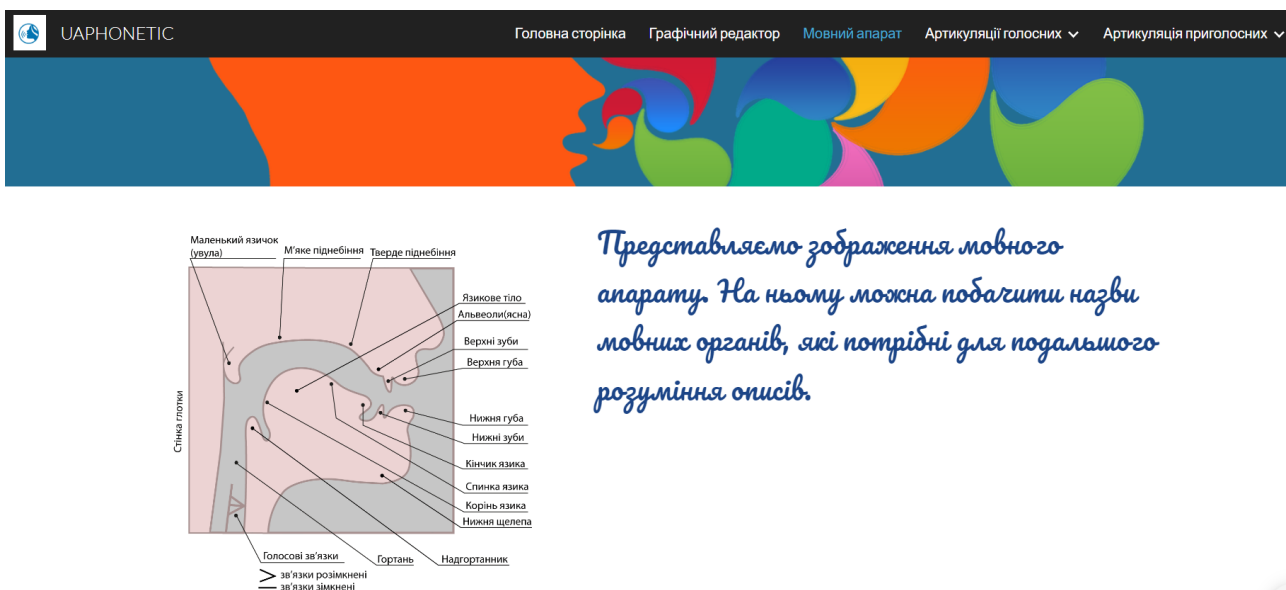 UAPHONETIC
Головна сторінка
Графічний редактор
Мовний апарат
Артикуляції голосних
Артикуляція приголосних
Маленький язичок
(увула)
М'яке піднебіння
Тверде піднебіння
Язикове тіло
Альвеоли(ясна)
Верхні зуби
Верхня губа
Стінка глотки
Нижня губа
Нижні зуби
Кінчик язика
Спинка язика
Корінь язика
Нижня щелепа
Голосові зв'язки
Гортань
Надгортанник
зв'язки розімкнені
зв'язки зімкнені
Представляємо зображення мовного
апарату. На ньому можна побачити назви
мовних органів, які потрібні для подальшого
розуміння описів.